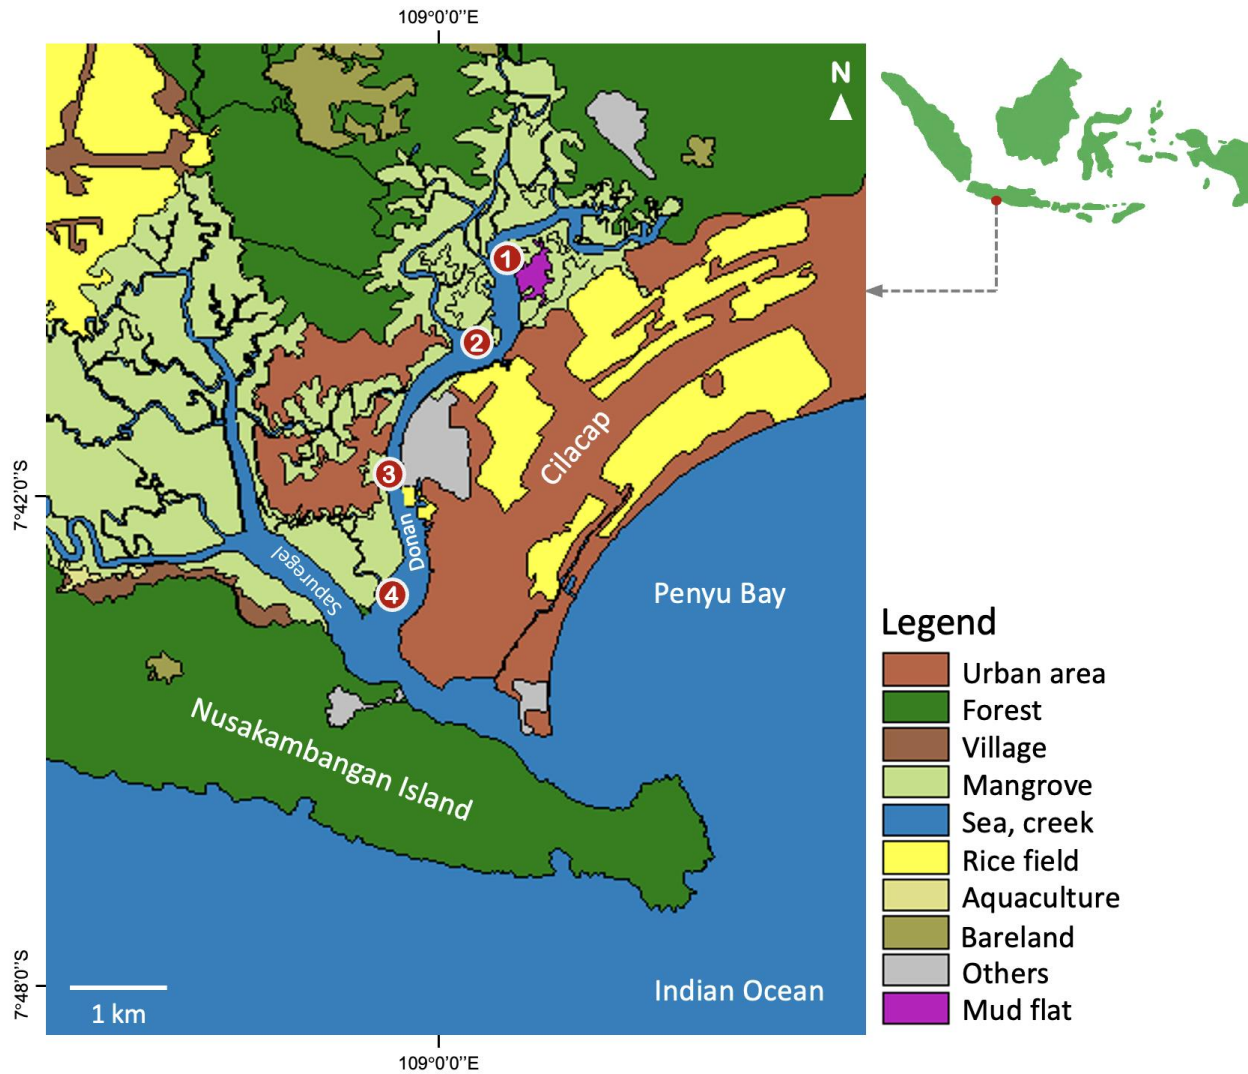 109°0'0''E
N
1
2
3
4
Cilacap
Donan
Sapuregel
7°42'0''S
Penyu Bay
Nusakambangan Island
Indian Ocean
7°48'0''S
1 km
109°0'0''E
Legend
Urban area
Forest
Village
Mangrove
Sea, creek
Rice field
Aquaculture
Bareland
Others
Mud flat